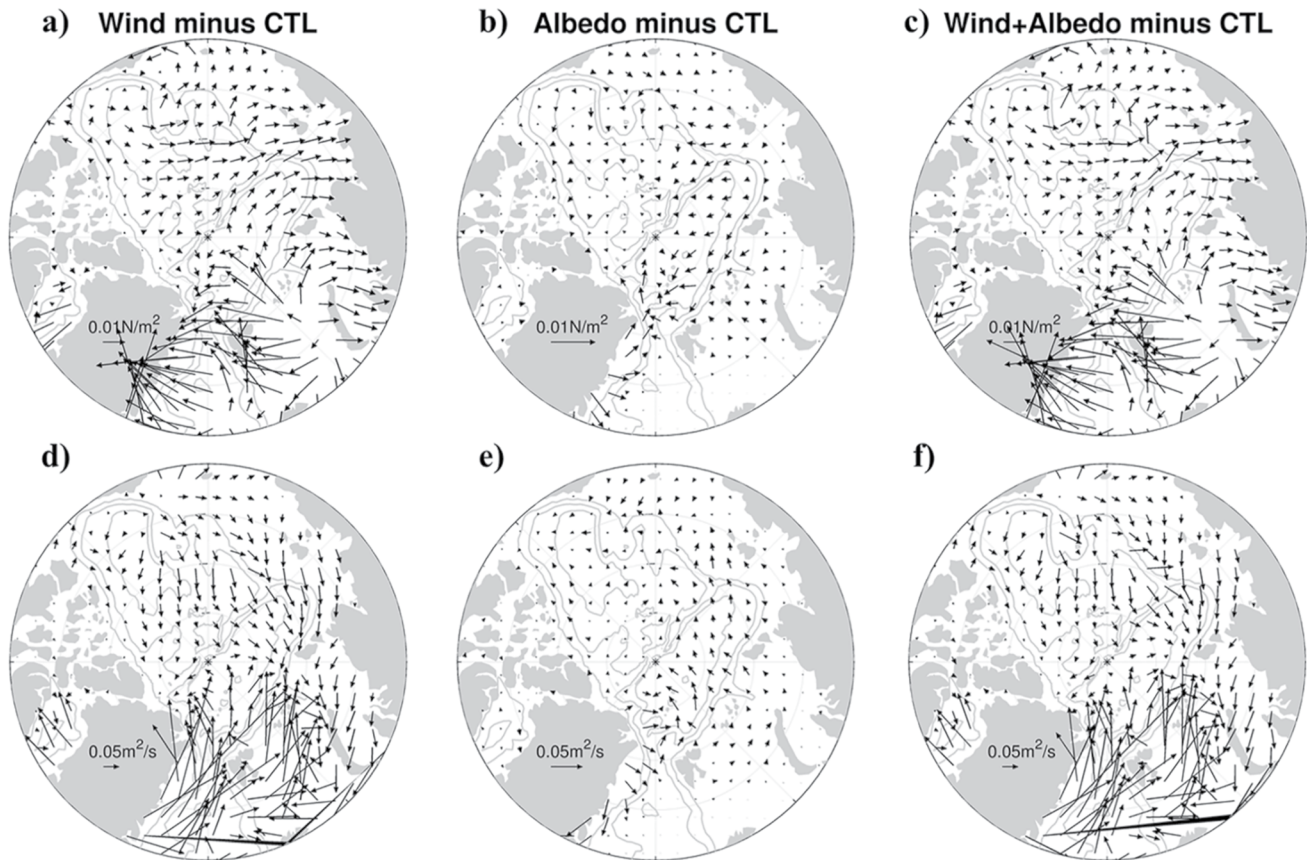 a) Wind minus CTL
b) Albedo minus CTL
c) Wind+Albedo minus CTL
0.01N/m²
0.01N/m²
0.01N/m²
d)
e)
f)
0.05m²/s
0.05m²/s
0.05m²/s